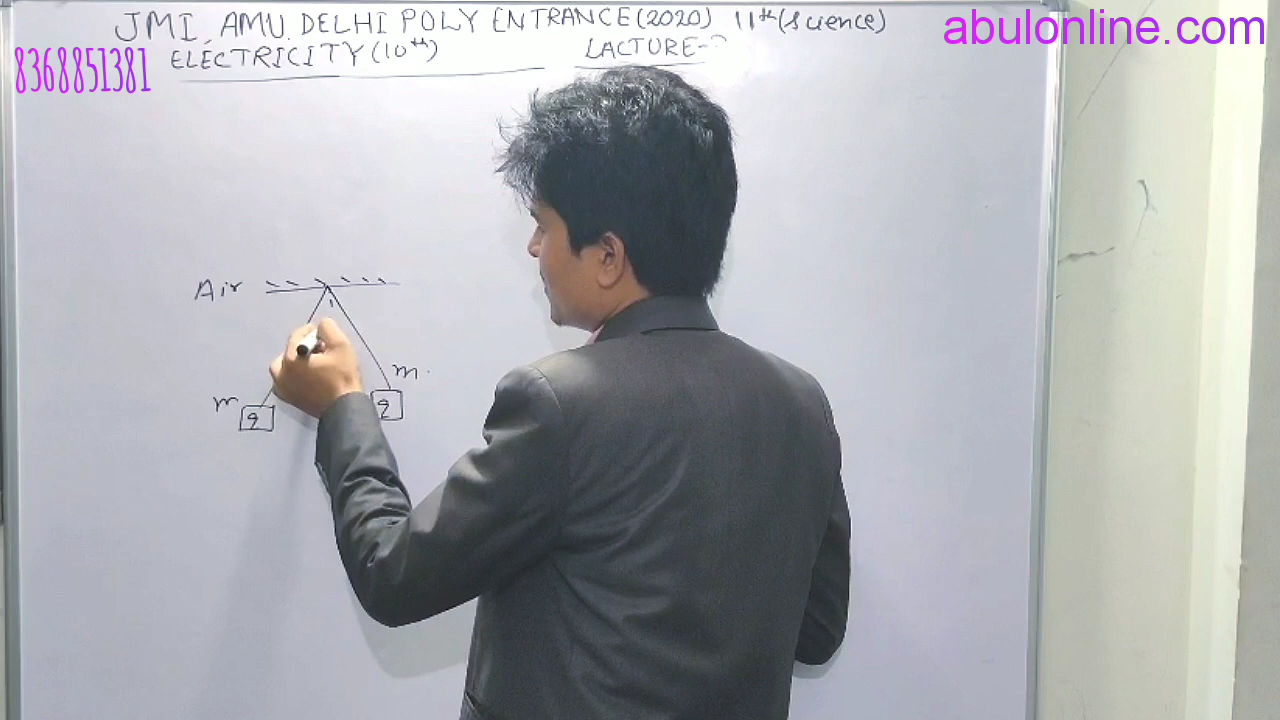 JMI, AMU, DELHI POLY ENTRANCE(2020) 11th(science)
abulonline.com
ELECTRICITY(10th)
LACTURE-
8368851381
Air
m
m
q
q